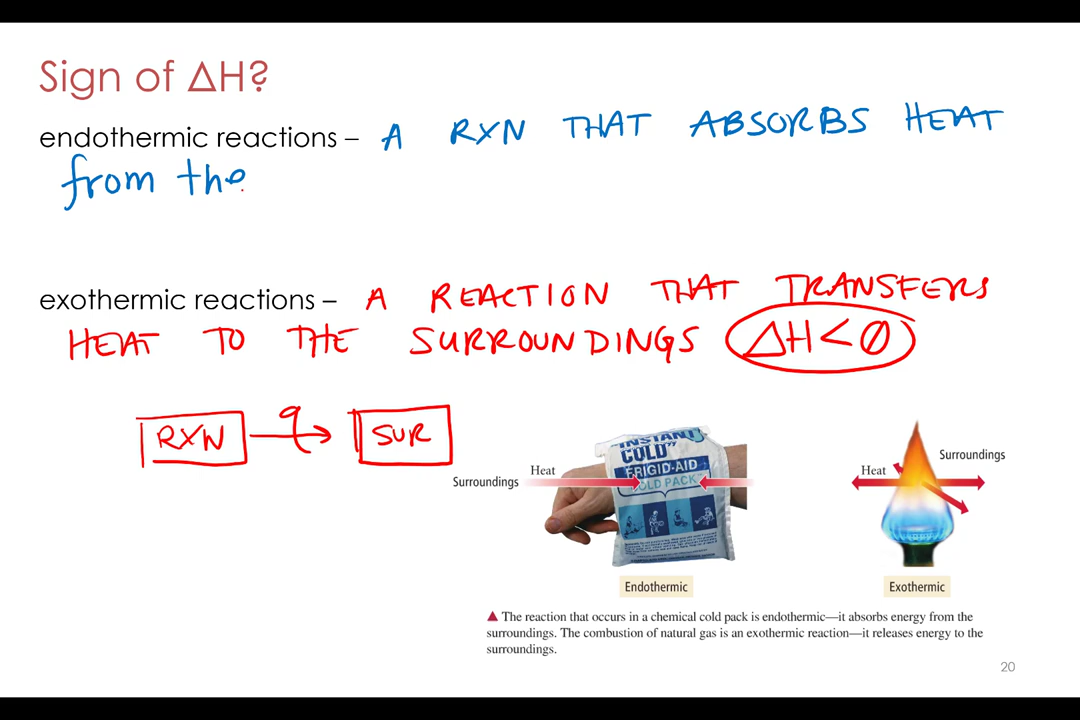 Sign of ΔH?
endothermic reactions – A RXN THAT ABSORBS HEAT
from the
exothermic reactions – A REACTION THAT TRANSFERS
HEAT TO THE SURROUNDINGS ΔH < 0
RXN q SUR
Surroundings Heat
"INSTANT
COLD"
FRIGID-AID
COLD PACK
Endothermic
Heat Surroundings
Exothermic
▲ The reaction that occurs in a chemical cold pack is endothermic—it absorbs energy from the
surroundings. The combustion of natural gas is an exothermic reaction—it releases energy to the
surroundings.
20